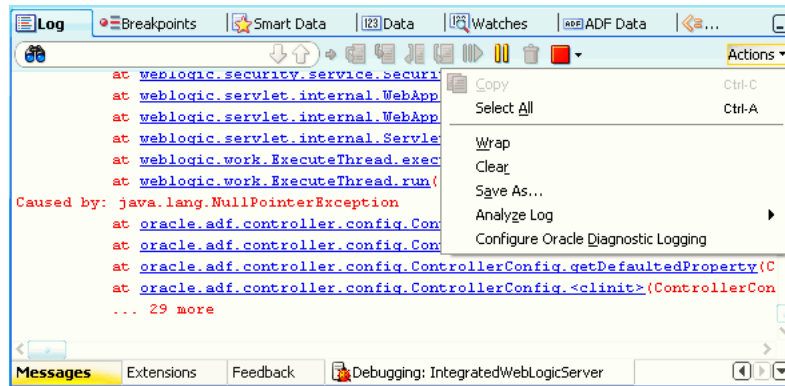 Log Breakpoints Smart Data Data Watches ADF Data
Actions
at weblogic.security.service.Securi
at weblogic.servlet.internal.WebApp
at weblogic.servlet.internal.WebApp
at weblogic.servlet.internal.Servle
at weblogic.work.ExecuteThread.exec
at weblogic.work.ExecuteThread.run(
Caused by: java.lang.NullPointerException
at oracle.adf.controller.config.Con
at oracle.adf.controller.config.Con
at oracle.adf.controller.config.ControllerConfig.getDefaultedProperty(C
at oracle.adf.controller.config.ControllerConfig.<clinit>(ControllerCon
... 29 more
Copy Ctrl-C
Select All Ctrl-A
Wrap
Clear
Save As...
Analyze Log
Configure Oracle Diagnostic Logging
Messages Extensions Feedback Debugging: IntegratedWebLogicServer